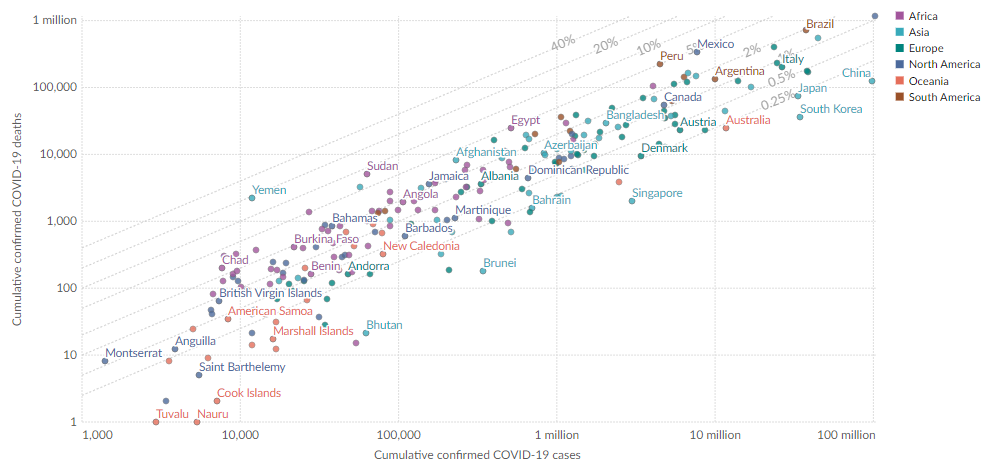 1 million
100,000
10,000
1,000
100
10
1
Cumulative confirmed COVID-19 deaths
40%
20%
10%
2%
0.5%
0.25%
Brazil
Mexico
Peru
Italy
Argentina
China
Japan
Canada
South Korea
Egypt
Bangladesh
Austria
Australia
Azerbaijan
Denmark
Afghanistan
Sudan
Dominican Republic
Jamaica
Albania
Yemen
Angola
Singapore
Bahrain
Martinique
Bahamas
Barbados
Burkina Faso
New Caledonia
Chad
Benin
Andorra
Brunei
British Virgin Islands
American Samoa
Bhutan
Marshall Islands
Anguilla
Montserrat
Saint Barthelemy
Cook Islands
Tuvalu
Nauru
1,000
10,000
100,000
1 million
10 million
100 million
Cumulative confirmed COVID-19 cases
Africa
Asia
Europe
North America
Oceania
South America